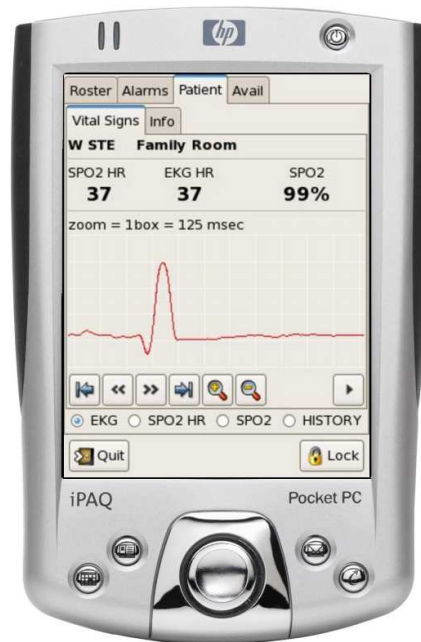 hp
Roster Alarms Patient Avail
Vital Signs Info
W STE Family Room
SPO2 HR EKG HR SPO2
37 37 99%
zoom = 1box = 125 msec
EKG SPO2 HR SPO2 HISTORY
Quit Lock
iPAQ Pocket PC